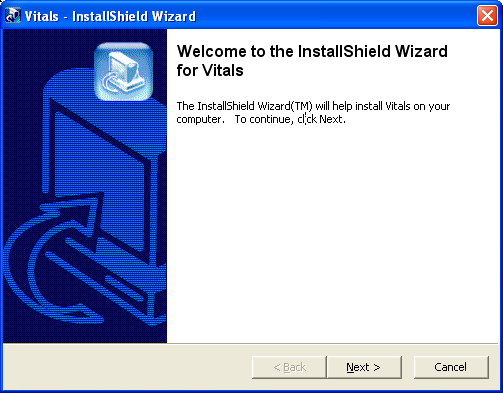 Vitals - InstallShield Wizard
Welcome to the InstallShield Wizard
for Vitals
The InstallShield Wizard(TM) will help install Vitals on your
computer. To continue, click Next.
< Back
Next >
Cancel